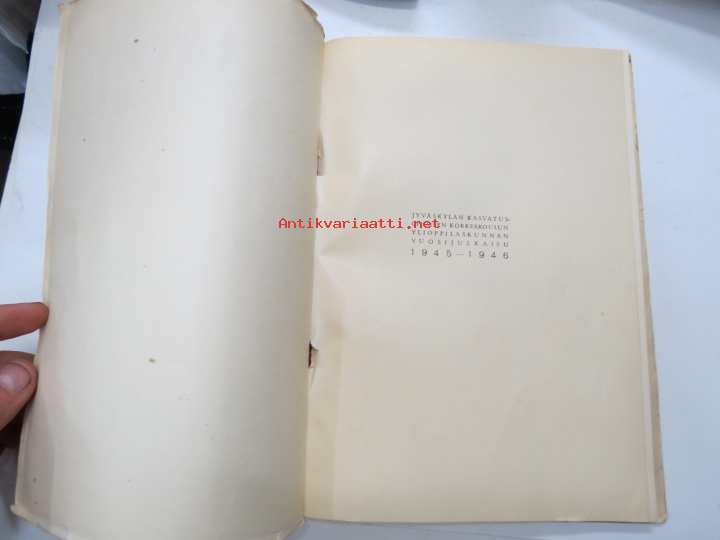 JYVÄSKYLÄN KASVATUS-
Antikvariaatti.net
KORKEAKOULUN
YLIOPPILASKUNNAN
VUOSIJULKAISU
1945—1946